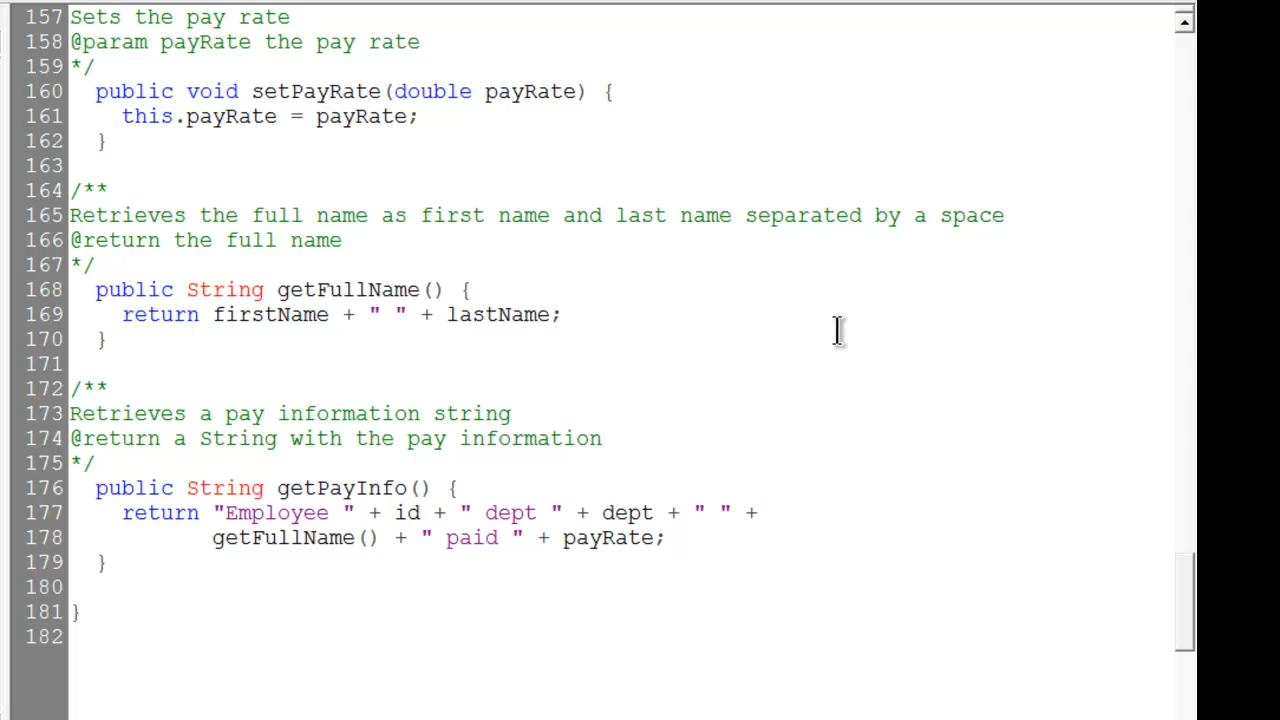 157 Sets the pay rate
158 @param payRate the pay rate
159 */
160   public void setPayRate(double payRate) {
161     this.payRate = payRate;
162   }
163
164 /**
165 Retrieves the full name as first name and last name separated by a space
166 @return the full name
167 */
168   public String getFullName() {
169     return firstName + " " + lastName;
170   }
171
172 /**
173 Retrieves a pay information string
174 @return a String with the pay information
175 */
176   public String getPayInfo() {
177     return "Employee " + id + " dept " + dept + " " +
178            getFullName() + " paid " + payRate;
179   }
180
181 }
182